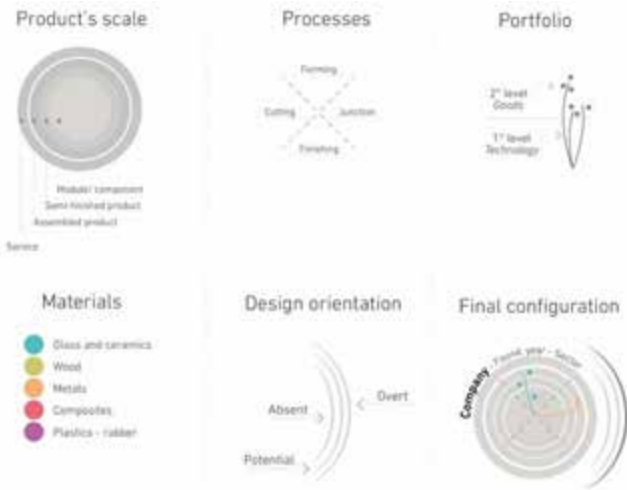 Product's scale
Module/ component
Semi-finished product
Assembled product
Service
Processes
Forming
Cutting
Junction
Finishing
Portfolio
2° level
Goods
1° level
Technology
Materials
Glass and ceramics
Wood
Metals
Composites
Plastics - rubber
Design orientation
Absent
Overt
Potential
Final configuration
Company - Found. year - Sector